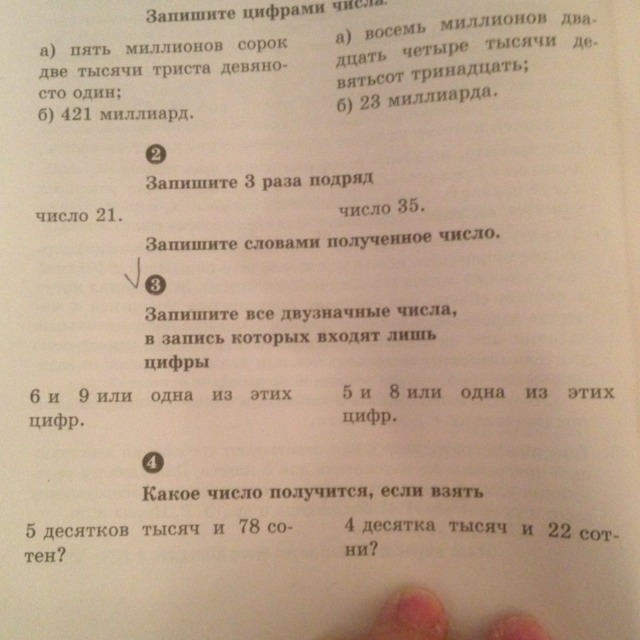 Запишите цифрами числа.
а) пять миллионов сорок
две тысячи триста девяно-
сто один;
б) 421 миллиард.
а) восемь миллионов два-
дцать четыре тысячи де-
вятьсот тринадцать;
б) 23 миллиарда.
2
Запишите 3 раза подряд
число 21.
число 35.
Запишите словами полученное число.
3
Запишите все двузначные числа,
в запись которых входят лишь
цифры
6 и 9 или одна из этих
цифр.
5 и 8 или одна из этих
цифр.
4
Какое число получится, если взять
5 десятков тысяч и 78 со-
тен?
4 десятка тысяч и 22 сот-
ни?